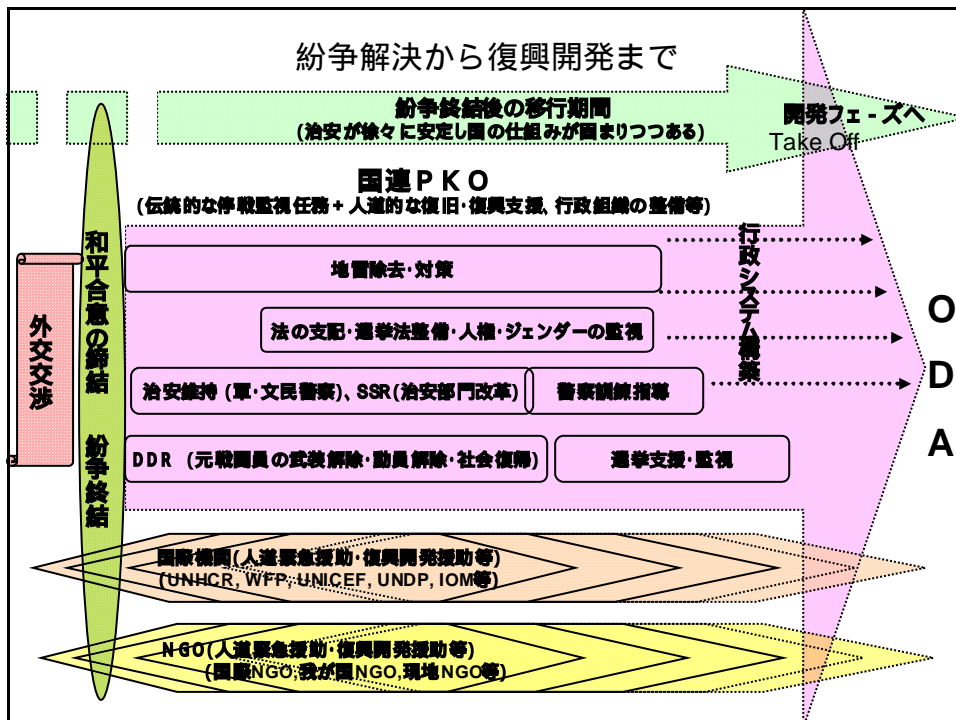 紛争解決から復興開発まで
紛争終結後の移行期間
(治安が徐々に安定し国の仕組みが固まりつつある)
開発フェ-ズへ
Take Off
国連PKO
(伝統的な停戦監視任務+人道的な復旧･復興支援、行政組織の整備等)
外交交渉
和平合意の締結
紛争終結
行政システム構築
地雷除去･対策
法の支配･選挙法整備･人権･ジェンダーの監視
治安維持 (軍･文民警察)、SSR(治安部門改革)
警察訓練指導
DDR (元戦闘員の武装解除･動員解除･社会復帰)
選挙支援･監視
ODA
国際機関(人道緊急援助･復興開発援助等)
(UNHCR, WFP, UNICEF, UNDP, IOM等)
NGO(人道緊急援助･復興開発援助等)
(国際NGO,我が国NGO,現地NGO等)